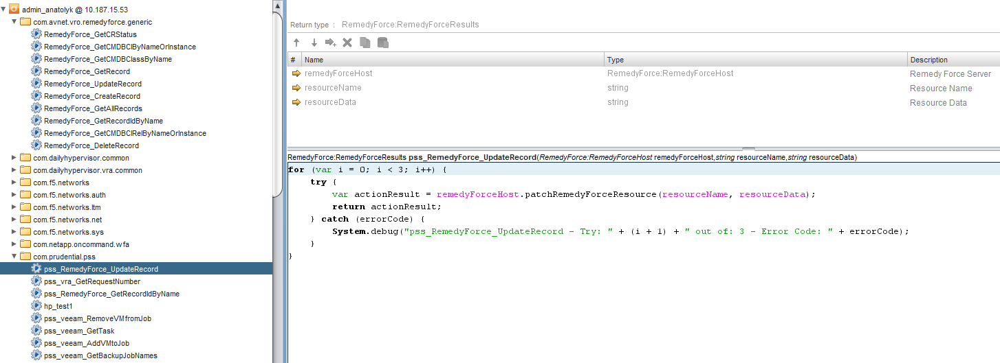 admin_anatolyk @ 10.187.15.53
com.avnet.vro.remedyforce.generic
RemedyForce_GetCRStatus
RemedyForce_GetCMDBCIByNameOrInstance
RemedyForce_GetCMDBClassByName
RemedyForce_GetRecord
RemedyForce_UpdateRecord
RemedyForce_CreateRecord
RemedyForce_GetAllRecords
RemedyForce_GetRecordIdByName
RemedyForce_GetCMDBCIRelByNameOrInstance
RemedyForce_DeleteRecord
com.dailyhypervisor.common
com.dailyhypervisor.vra.common
com.f5.networks
com.f5.networks.auth
com.f5.networks.ltm
com.f5.networks.net
com.f5.networks.sys
com.netapp.oncommand.wfa
com.prudential.pss
pss_RemedyForce_UpdateRecord
pss_vra_GetRequestNumber
pss_RemedyForce_GetRecordIdByName
hp_test1
pss_veeam_RemoveVMfromJob
pss_veeam_GetTask
pss_veeam_AddVMtoJob
pss_veeam_GetBackupJobNames
Return type : RemedyForce:RemedyForceResults
# Name Type Description
remedyForceHost RemedyForce:RemedyForceHost Remedy Force Server
resourceName string Resource Name
resourceData string Resource Data
RemedyForce:RemedyForceResults pss_RemedyForce_UpdateRecord(RemedyForce:RemedyForceHost remedyForceHost,string resourceName,string resourceData)
for (var i = 0; i < 3; i++) {
    try {
        var actionResult = remedyForceHost.patchRemedyForceResource(resourceName, resourceData);
        return actionResult;
    } catch (errorCode) {
        System.debug("pss_RemedyForce_UpdateRecord - Try: " + (i + 1) + " out of: 3 - Error Code: " + errorCode);
    }
}